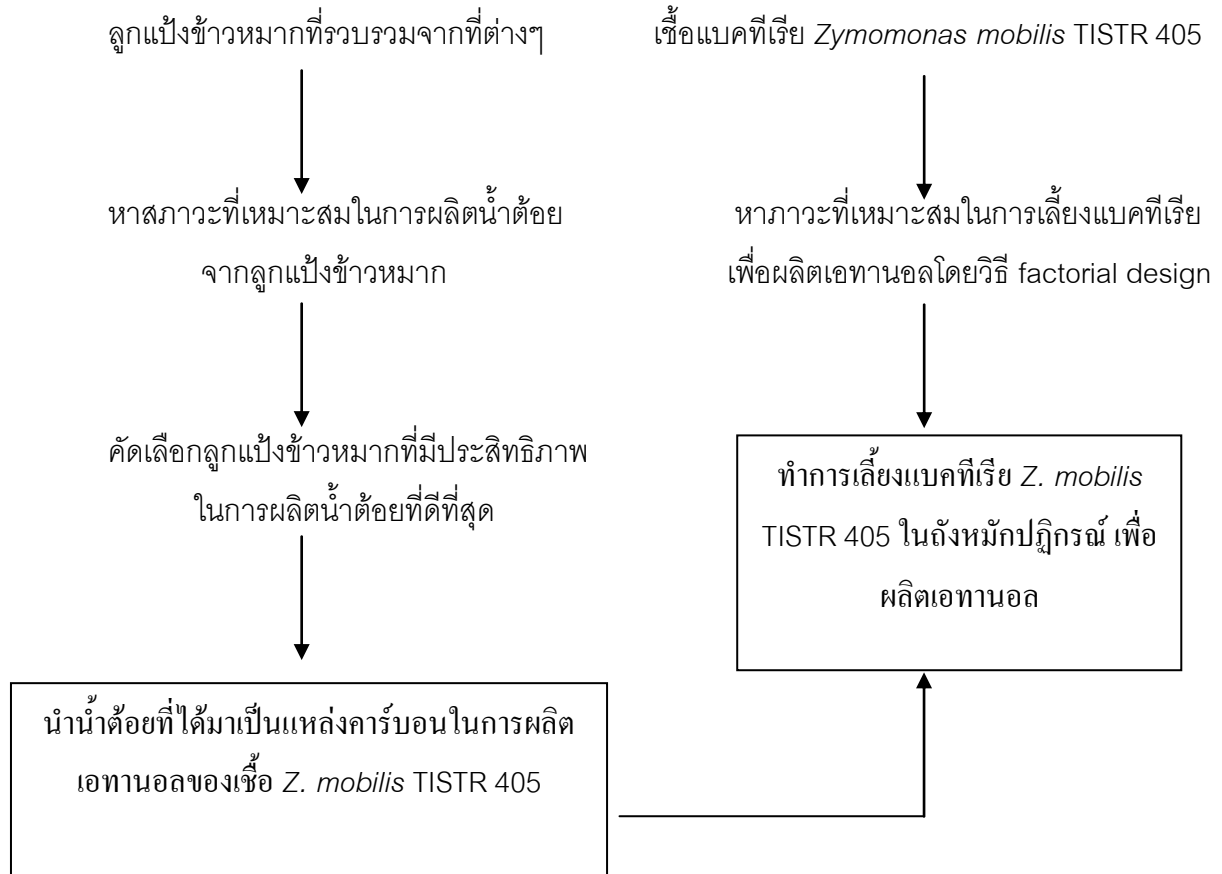 ลูกแป้งข้าวหมากที่รวบรวมจากที่ต่างๆ
หาสภาวะที่เหมาะสมในการผลิตน้ำต้อย
จากลูกแป้งข้าวหมาก
คัดเลือกลูกแป้งข้าวหมากที่มีประสิทธิภาพ
ในการผลิตน้ำต้อยที่ดีที่สุด
นำน้ำต้อยที่ได้มาเป็นแหล่งคาร์บอนในการผลิต
เอทานอลของเชื้อ Z. mobilis TISTR 405
เชื้อแบคทีเรีย Zymomonas mobilis TISTR 405
หาภาวะที่เหมาะสมในการเลี้ยงแบคทีเรีย
เพื่อผลิตเอทานอลโดยวิธี factorial design
ทำการเลี้ยงแบคทีเรีย Z. mobilis
TISTR 405 ในถังหมักปฏิกรณ์ เพื่อ
ผลิตเอทานอล